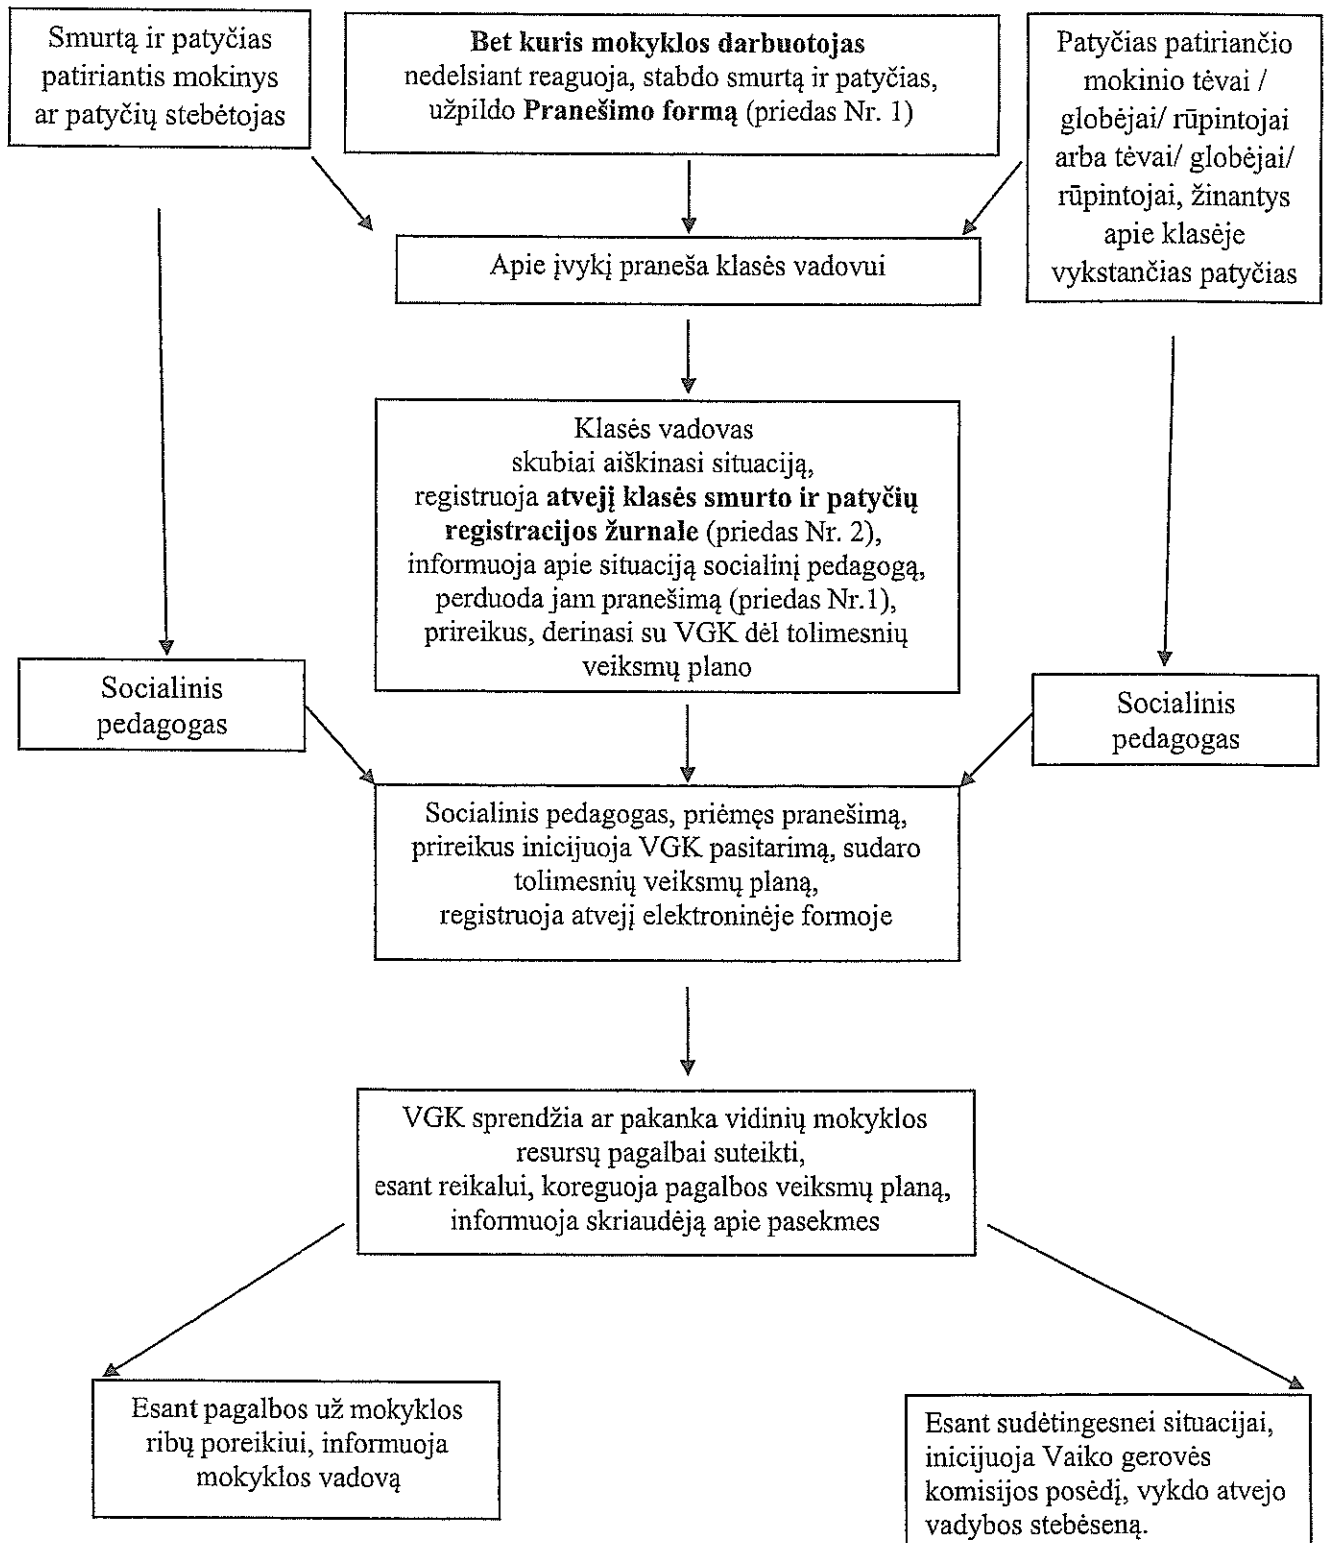 Smurtą ir patyčias
patiriantis mokinys
ar patyčių stebėtojas
Bet kuris mokyklos darbuotojas
nedelsiant reaguoja, stabdo smurtą ir patyčias,
užpildo Pranešimo formą (priedas Nr. 1)
Patyčias patiriančio
mokinio tėvai /
globėjai/ rūpintojai
arba tėvai/ globėjai/
rūpintojai, žinantys
apie klasėje
vykstančias patyčias
Apie įvykį praneša klasės vadovui
Klasės vadovas
skubiai aiškinasi situaciją,
registruoja atvejį klasės smurto ir patyčių
registracijos žurnale (priedas Nr. 2),
informuoja apie situaciją socialinį pedagogą,
perduoda jam pranešimą (priedas Nr.1),
prireikus, derinasi su VGK dėl tolimesnių
veiksmų plano
Socialinis
pedagogas
Socialinis
pedagogas
Socialinis pedagogas, priėmęs pranešimą,
prireikus inicijuoja VGK pasitarimą, sudaro
tolimesnių veiksmų planą,
registruoja atvejį elektroninėje formoje
VGK sprendžia ar pakanka vidinių mokyklos
resursų pagalbai suteikti,
esant reikalui, koreguoja pagalbos veiksmų planą,
informuoja skriaudėją apie pasekmes
Esant pagalbos už mokyklos
ribų poreikiui, informuoja
mokyklos vadovą
Esant sudėtingesnei situacijai,
inicijuoja Vaiko gerovės
komisijos posėdį, vykdo atvejo
vadybos stebėseną.